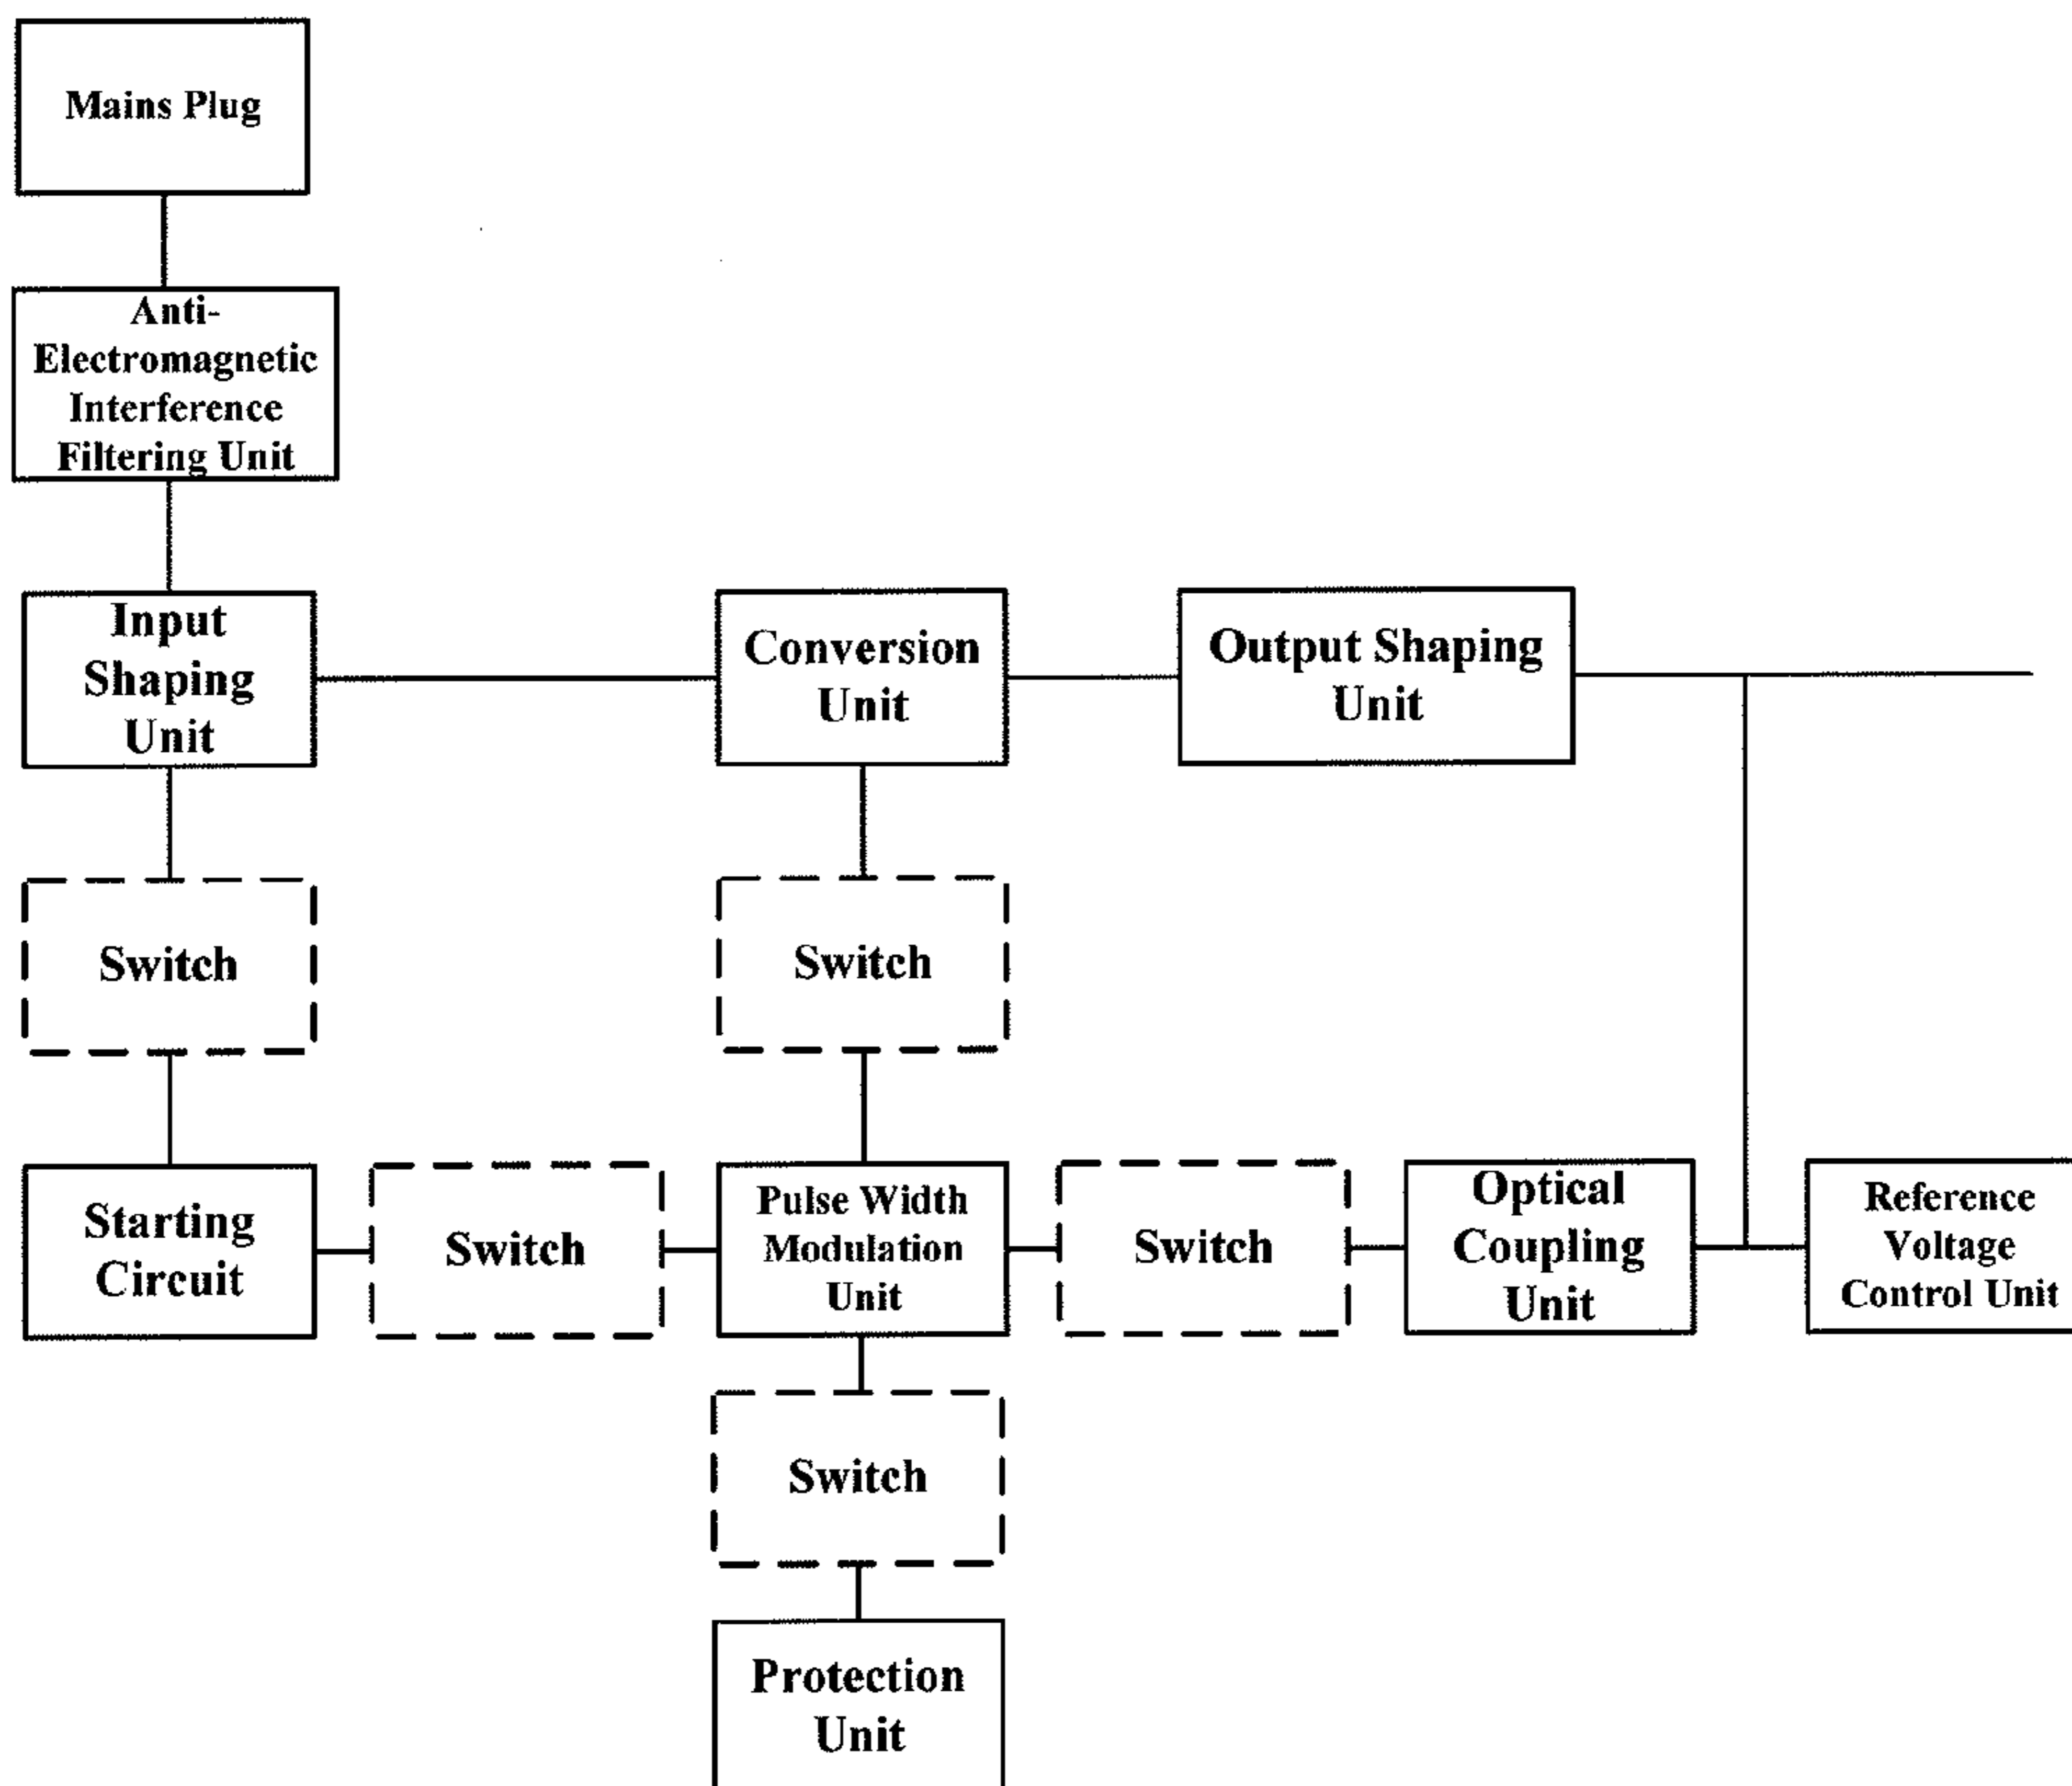 Mains Plug
Anti-
Electromagnetic
Interference
Filtering Unit
Input
Shaping
Unit
Conversion
Unit
Output Shaping
Unit
Switch
Switch
Starting
Circuit
Switch
Pulse Width
Modulation
Unit
Switch
Optical
Coupling
Unit
Reference
Voltage
Control Unit
Switch
Protection
Unit